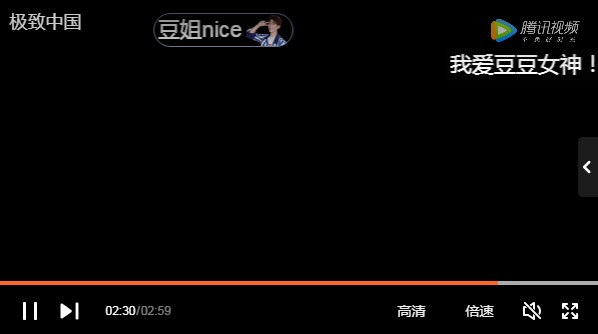 极致中国
豆姐nice
腾讯视频
我爱豆豆女神！
02:30/02:59
高清
倍速